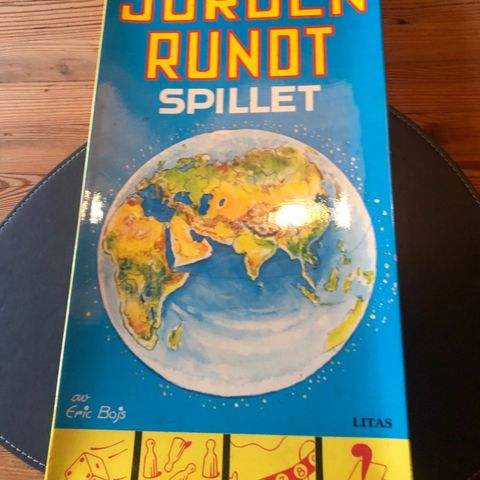 JORDEN
RUNDT
SPILLET
av
Eric Bojs
LITAS